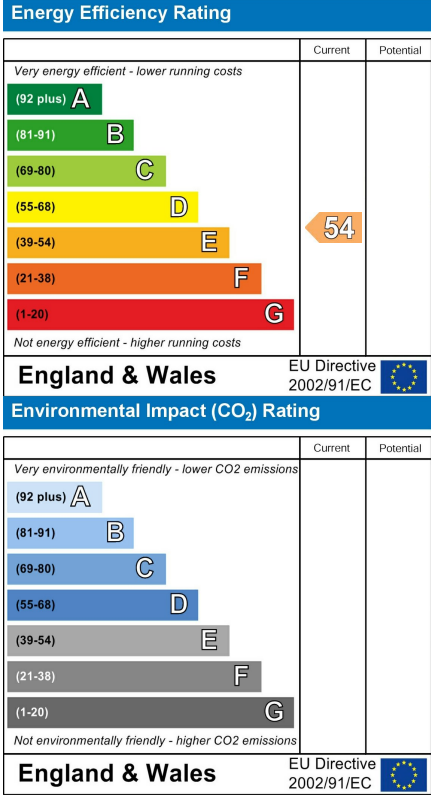 Energy Efficiency Rating
Current Potential
Very energy efficient - lower running costs
(92 plus) A
(81-91) B
(69-80) C
(55-68) D
(39-54) E
54
(21-38) F
(1-20) G
Not energy efficient - higher running costs
England & Wales
EU Directive
2002/91/EC
Environmental Impact (CO₂) Rating
Current Potential
Very environmentally friendly - lower CO2 emissions
(92 plus) A
(81-91) B
(69-80) C
(55-68) D
(39-54) E
(21-38) F
(1-20) G
Not environmentally friendly - higher CO2 emissions
England & Wales
EU Directive
2002/91/EC